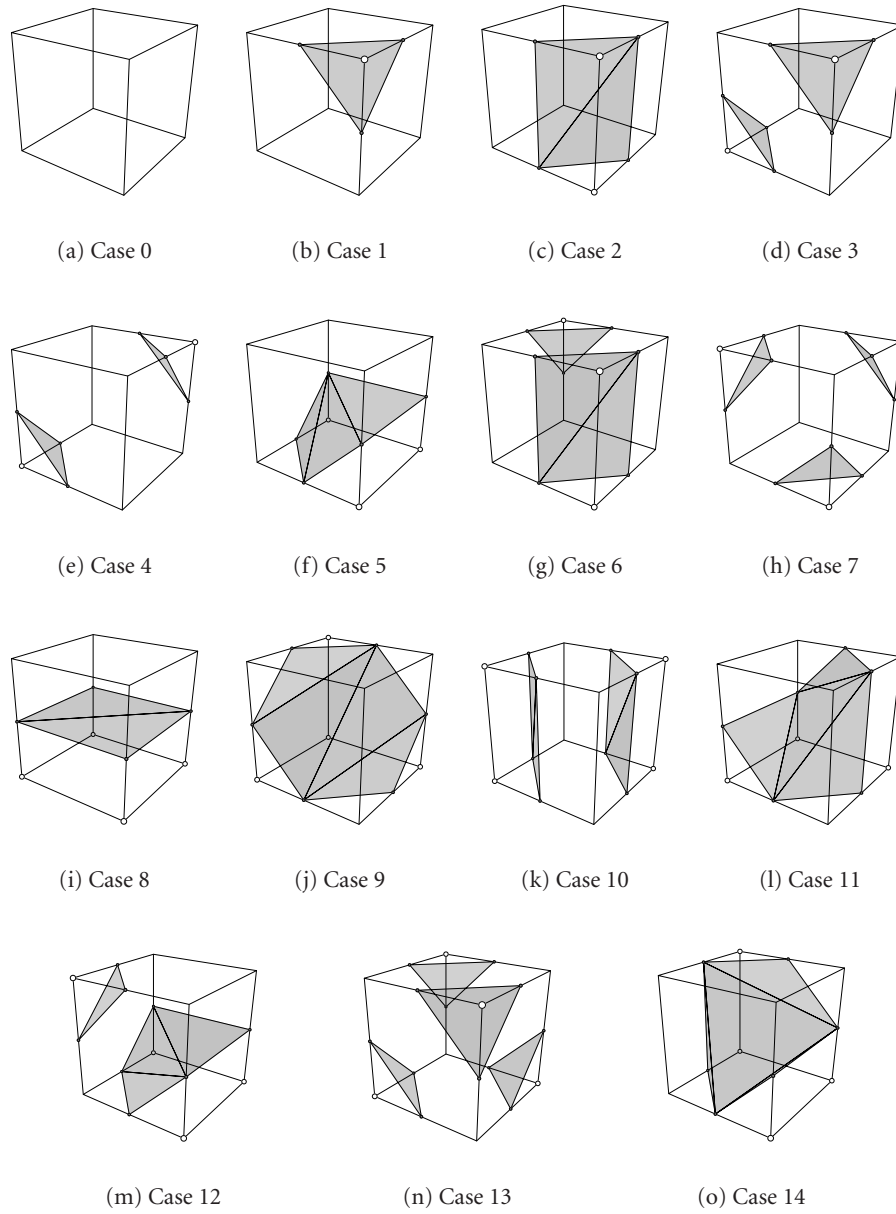 (a) Case 0
(b) Case 1
(c) Case 2
(d) Case 3
(e) Case 4
(f) Case 5
(g) Case 6
(h) Case 7
(i) Case 8
(j) Case 9
(k) Case 10
(l) Case 11
(m) Case 12
(n) Case 13
(o) Case 14